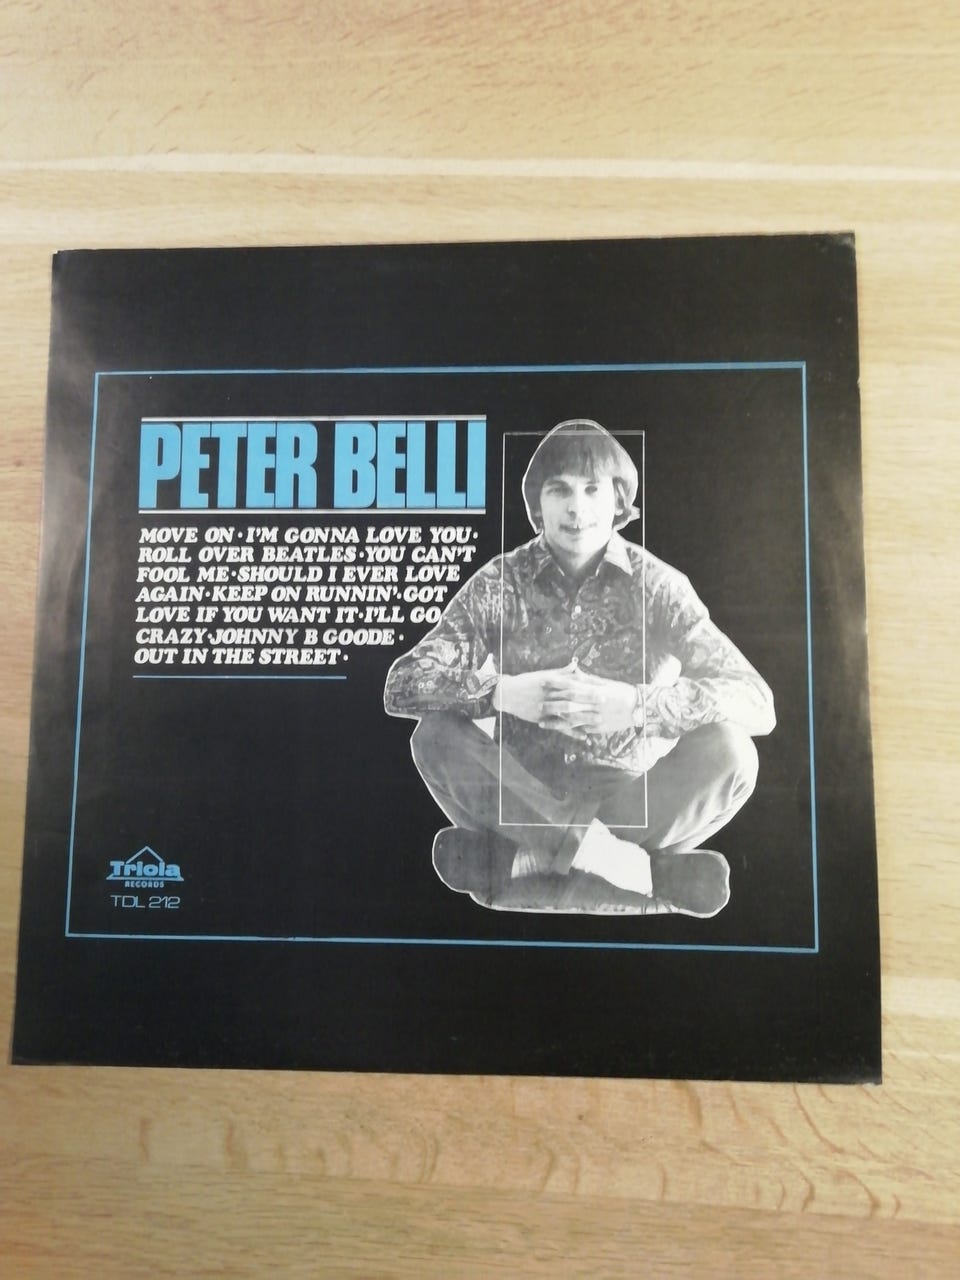 PETER BELLI
MOVE ON·I'M GONNA LOVE YOU·
ROLL OVER BEATLES·YOU CAN'T
FOOL ME·SHOULD I EVER LOVE
AGAIN·KEEP ON RUNNIN'·GOT
LOVE IF YOU WANT IT·I'LL GO
CRAZY·JOHNNY B GOODE·
OUT IN THE STREET·
Triola
RECORDS
TDL 212